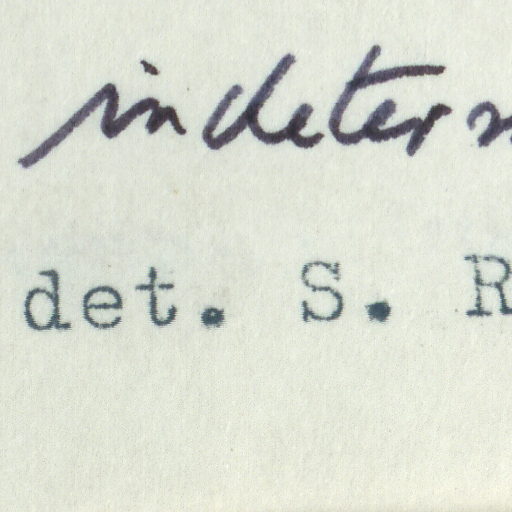 indeterm
det. S. R